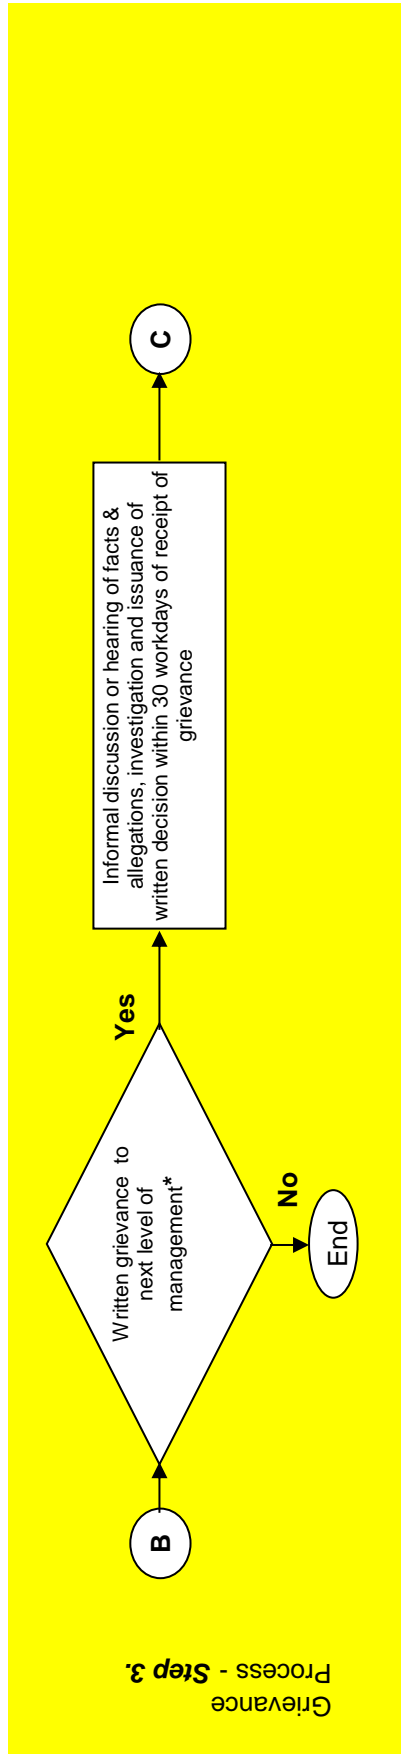 Grievance
Process - Step 3.
B
Written grievance to
next level of
management*
Yes
No
End
Informal discussion or hearing of facts &
allegations, investigation and issuance of
written decision within 30 workdays of receipt of
grievance
C